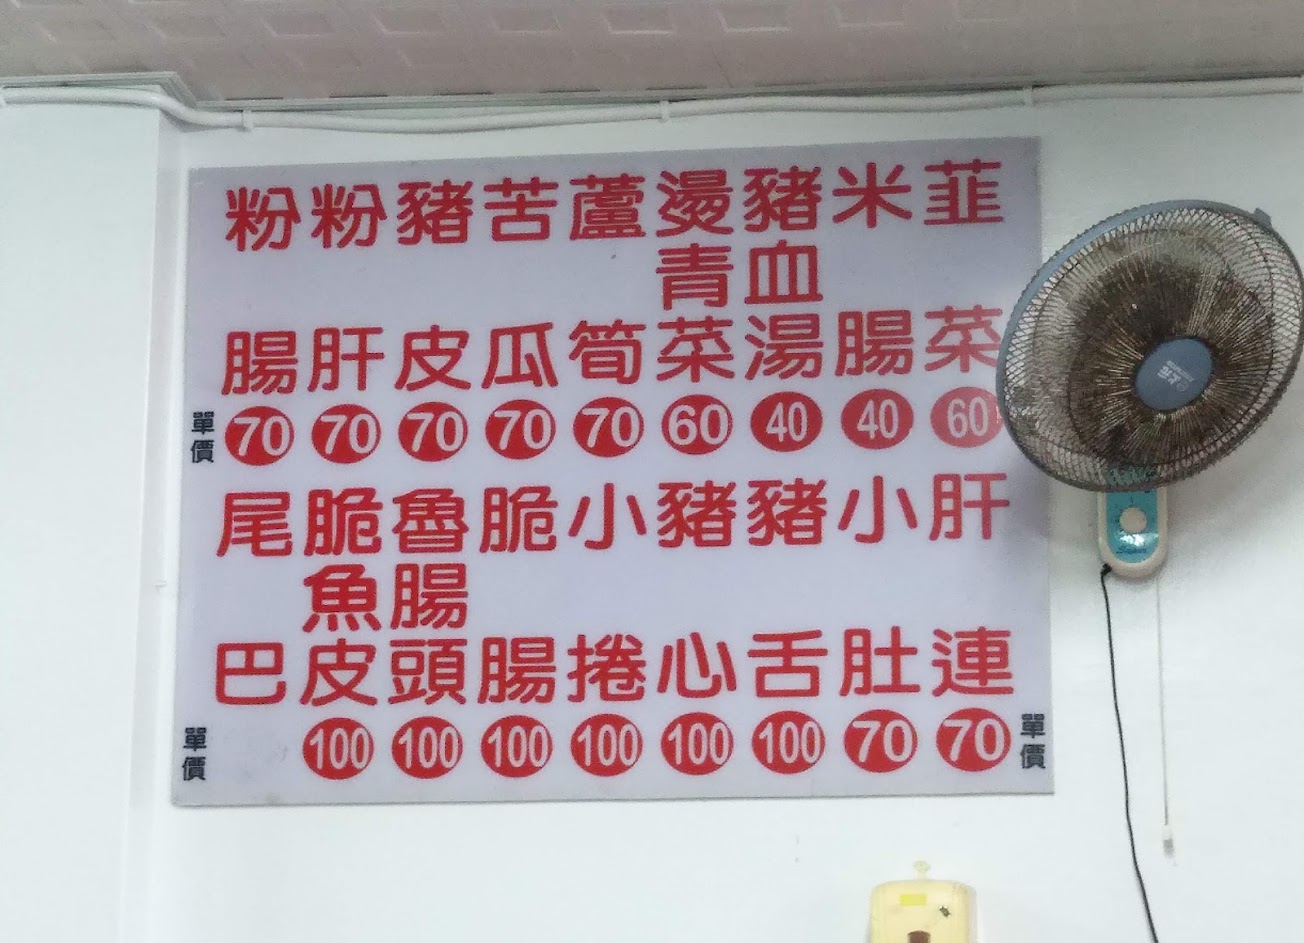 韮菜 60
米腸 40
豬血湯 40
燙青菜 60
蘆筍 70
苦瓜 70
豬皮 70
粉肝 70
粉腸 70
單價
肝連 70
小肚 70
豬舌 100
豬心 100
小捲 100
脆腸 100
魯腸頭 100
脆魚皮 100
尾巴
單價
單價